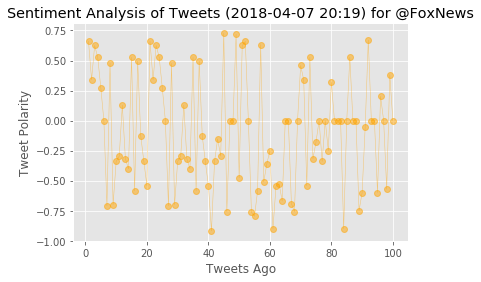 Sentiment Analysis of Tweets (2018-04-07 20:19) for @FoxNews
Tweet Polarity
0.75
0.50
0.25
0.00
−0.25
−0.50
−0.75
−1.00
0 20 40 60 80 100
Tweets Ago